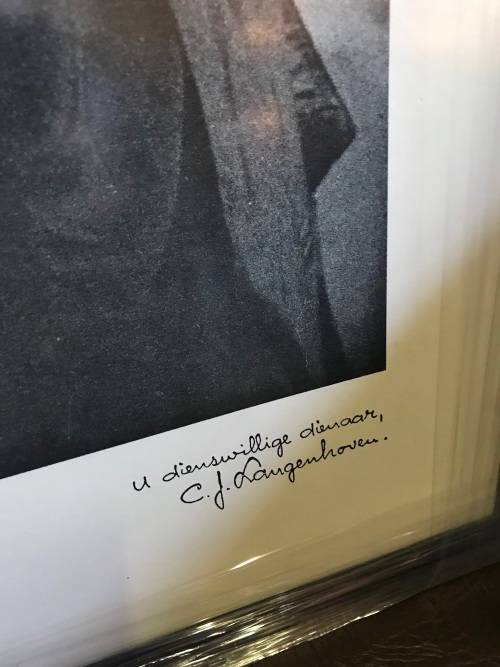 u dienswillige dienaar,
C. J. Langenhoven.